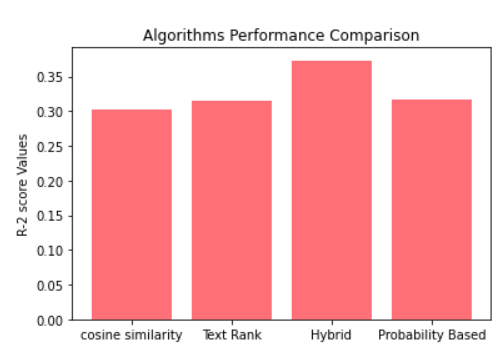 Algorithms Performance Comparison
R-2 score Values
0.35
0.30
0.25
0.20
0.15
0.10
0.05
0.00
cosine similarity Text Rank Hybrid Probability Based